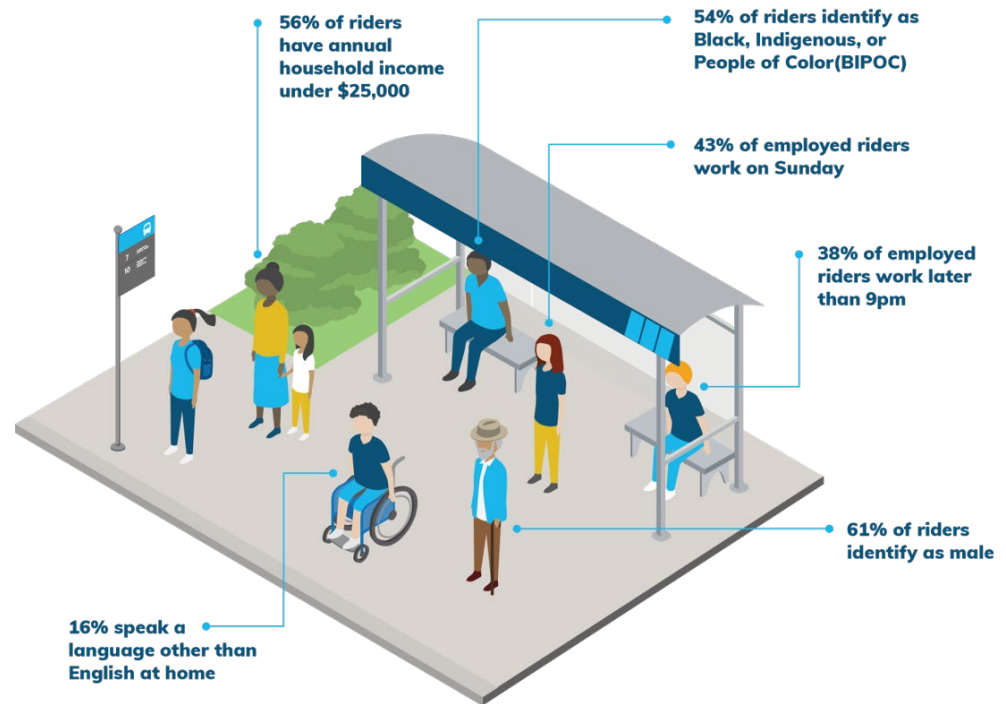 56% of riders
have annual
household income
under $25,000
54% of riders identify as
Black, Indigenous, or
People of Color(BIPOC)
43% of employed riders
work on Sunday
38% of employed
riders work later
than 9pm
7
10
61% of riders
identify as male
16% speak a
language other than
English at home